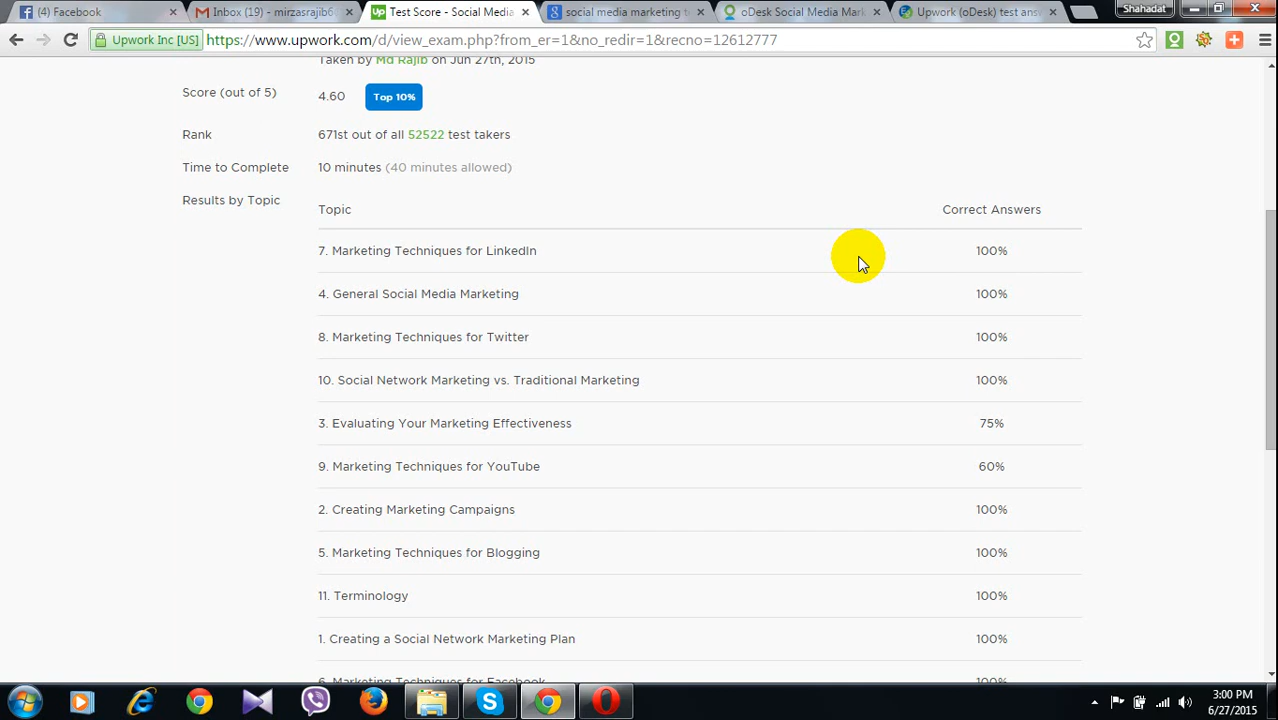 (4) Facebook
Inbox (19) - mirzasrajib6
Test Score - Social Media
social media marketing t
oDesk Social Media Mark
Upwork (oDesk) test answ
Shahadat
Upwork Inc [US]
https://www.upwork.com/d/view_exam.php?from_er=1&no_redir=1&recno=12612777
Taken by Md Rajib on Jun 27th, 2015
Score (out of 5) 4.60 Top 10%
Rank 671st out of all 52522 test takers
Time to Complete 10 minutes (40 minutes allowed)
Results by Topic
Topic Correct Answers
7. Marketing Techniques for LinkedIn 100%
4. General Social Media Marketing 100%
8. Marketing Techniques for Twitter 100%
10. Social Network Marketing vs. Traditional Marketing 100%
3. Evaluating Your Marketing Effectiveness 75%
9. Marketing Techniques for YouTube 60%
2. Creating Marketing Campaigns 100%
5. Marketing Techniques for Blogging 100%
11. Terminology 100%
1. Creating a Social Network Marketing Plan 100%
6. Marketing Techniques for Facebook 100%
3:00 PM
6/27/2015